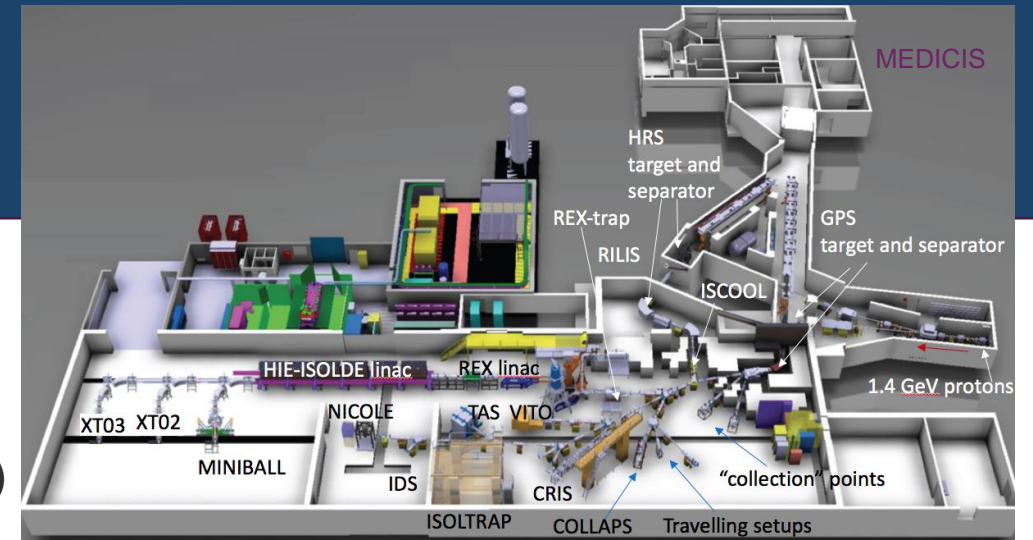 MEDICIS
HRS
target and
separator
REX-trap
GPS
target and separator
RILIS
ISCOOL
HIE-ISOLDE linac
REX linac
1.4 GeV protons
XT03
XT02
NICOLE
TAS
VITO
MINIBALL
IDS
CRIS
“collection” points
ISOLTRAP
COLLAPS
Travelling setups
)